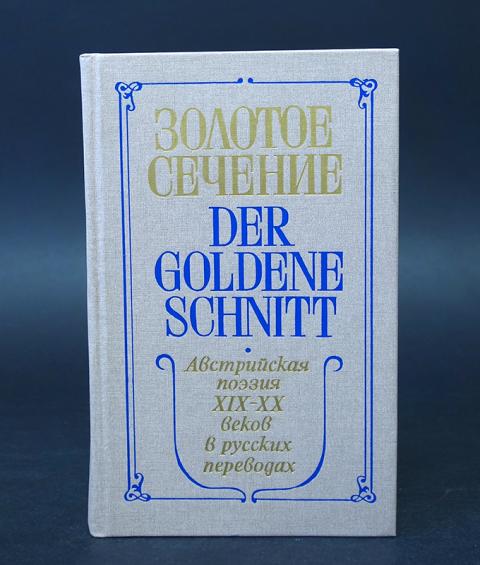 ЗОЛОТОЕ
СЕЧЕНИЕ
DER
GOLDENE
SCHNITT
Австрийская
поэзия
XIX-XX
веков
в русских
переводах